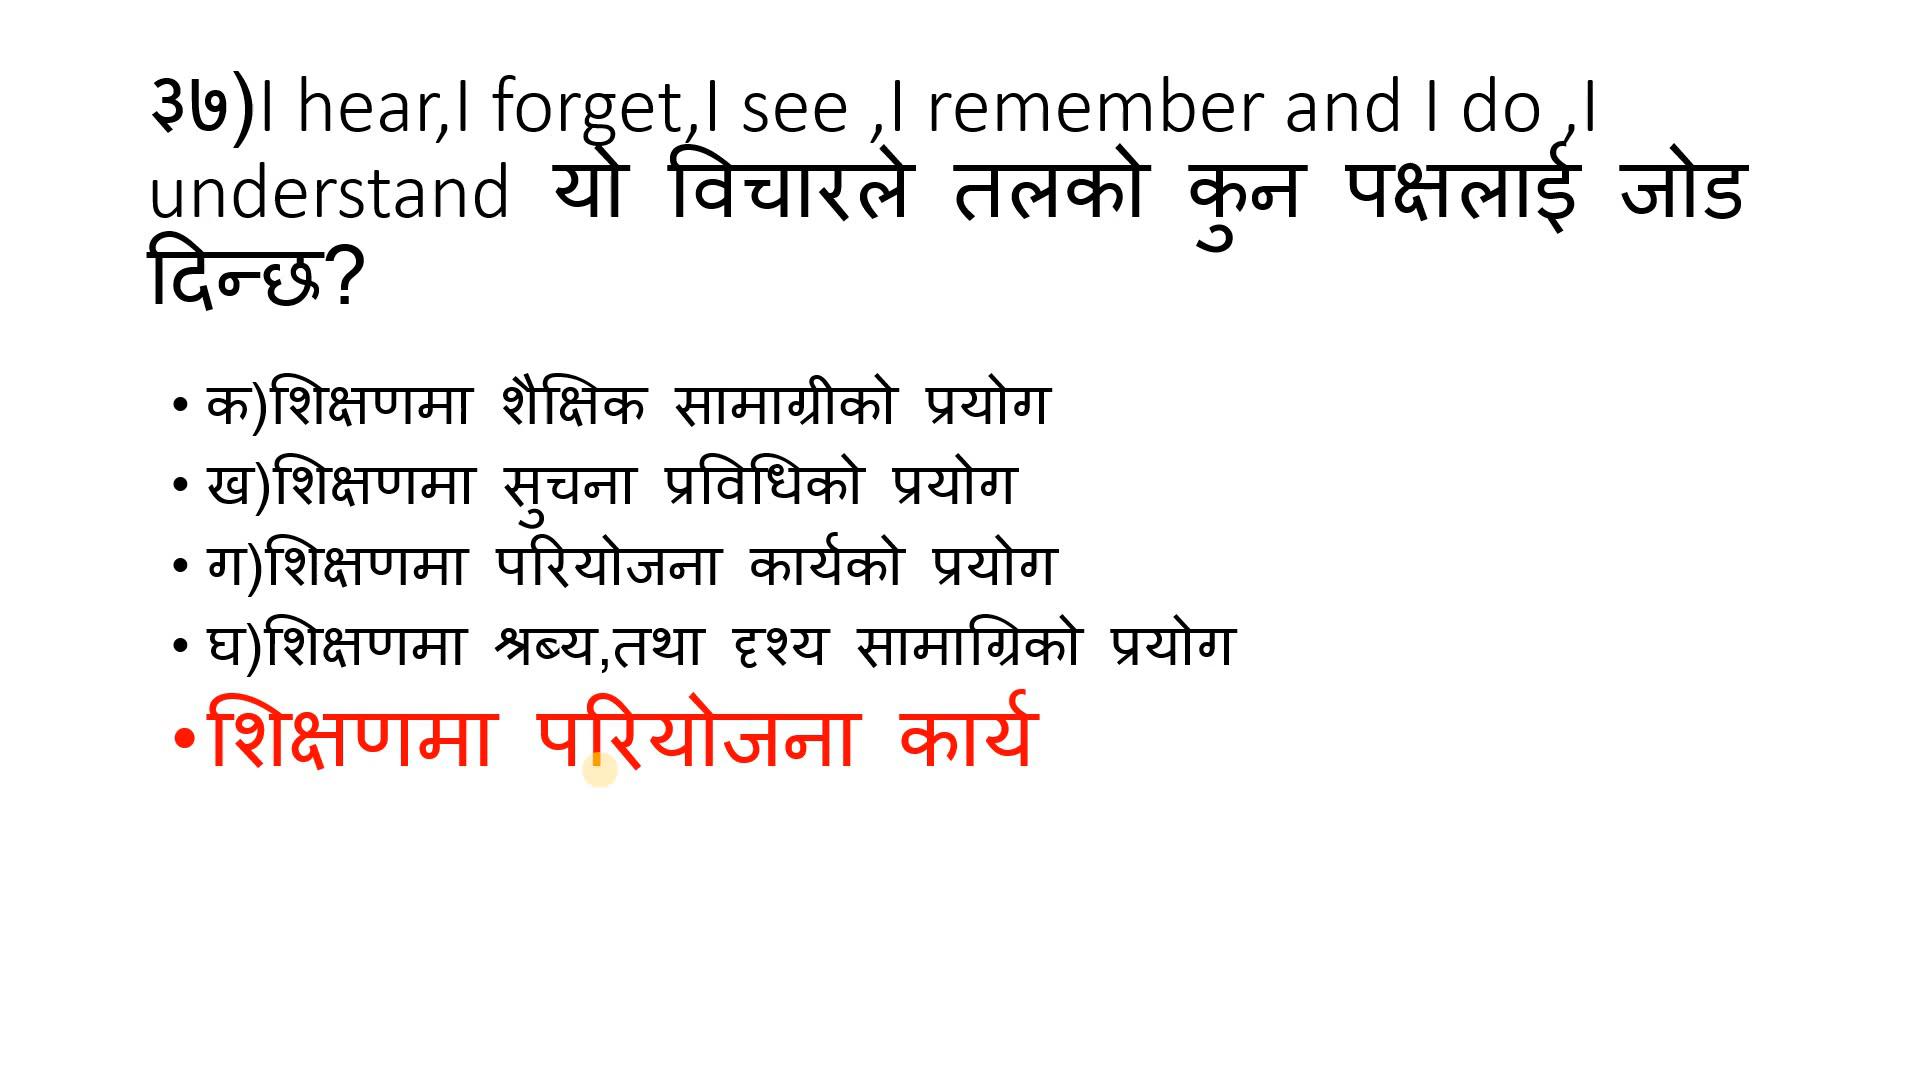 ३७)I hear,I forget,I see ,I remember and I do ,I
understand यो विचारले तलको कुन पक्षलाई जोड
दिन्छ?
• क)शिक्षणमा शैक्षिक सामाग्रीको प्रयोग
• ख)शिक्षणमा सुचना प्रविधिको प्रयोग
• ग)शिक्षणमा परियोजना कार्यको प्रयोग
• घ)शिक्षणमा श्रब्य,तथा दृश्य सामाग्रिको प्रयोग
• शिक्षणमा परियोजना कार्य